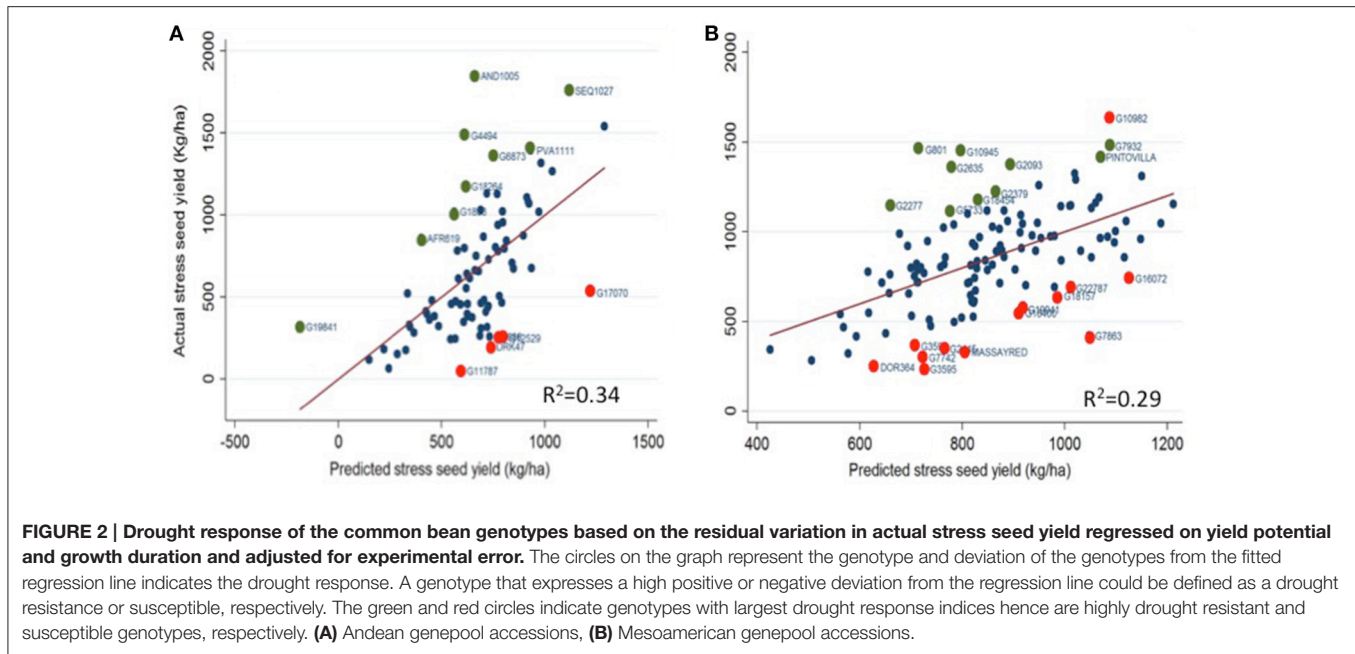 A
B
2000
1500
1000
500
0
Actual stress seed yield (Kg/ha)
AND1005
SEQ1027
G4494
PVA1111
G6873
G18264
AFR619
G17070
G19841
G11787
R²=0.34
-500 0 500 1000 1500
Predicted stress seed yield (kg/ha)
2000
1500
1000
500
0
G10982
G801
G10945
G7932
PINTOVILLA
G2635
G2093
G2379
G18454
G2277
G16072
G22787
G18157
G7863
MASSAYRED
G7742
DOR364
G3595
R²=0.29
400 600 800 1000 1200
Predicted stress seed yield (kg/ha)
FIGURE 2 | Drought response of the common bean genotypes based on the residual variation in actual stress seed yield regressed on yield potential
and growth duration and adjusted for experimental error. The circles on the graph represent the genotype and deviation of the genotypes from the fitted
regression line indicates the drought response. A genotype that expresses a high positive or negative deviation from the regression line could be defined as a drought
resistance or susceptible, respectively. The green and red circles indicate genotypes with largest drought response indices hence are highly drought resistant and
susceptible genotypes, respectively. (A) Andean genepool accessions, (B) Mesoamerican genepool accessions.